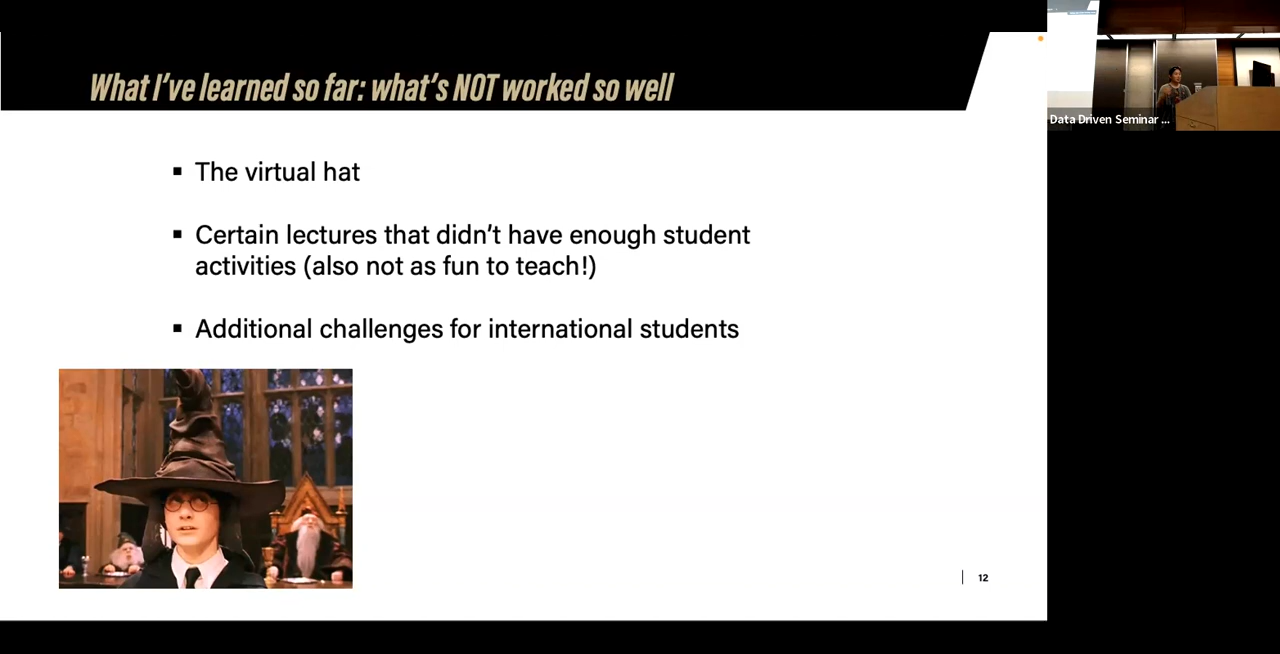 What I've learned so far: what's NOT worked so well
Data Driven Seminar ...
▪ The virtual hat
▪ Certain lectures that didn't have enough student
activities (also not as fun to teach!)
▪ Additional challenges for international students
12